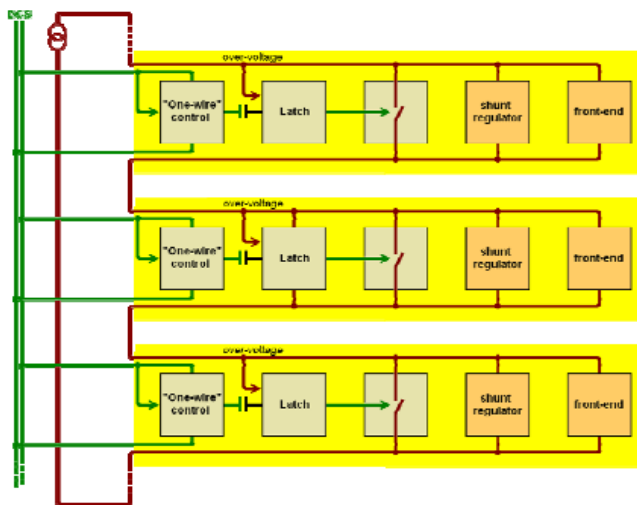 DCS
over-voltage
"One-wire"
control
Latch
shunt
regulator
front-end
over-voltage
"One-wire"
control
Latch
shunt
regulator
front-end
over-voltage
"One-wire"
control
Latch
shunt
regulator
front-end